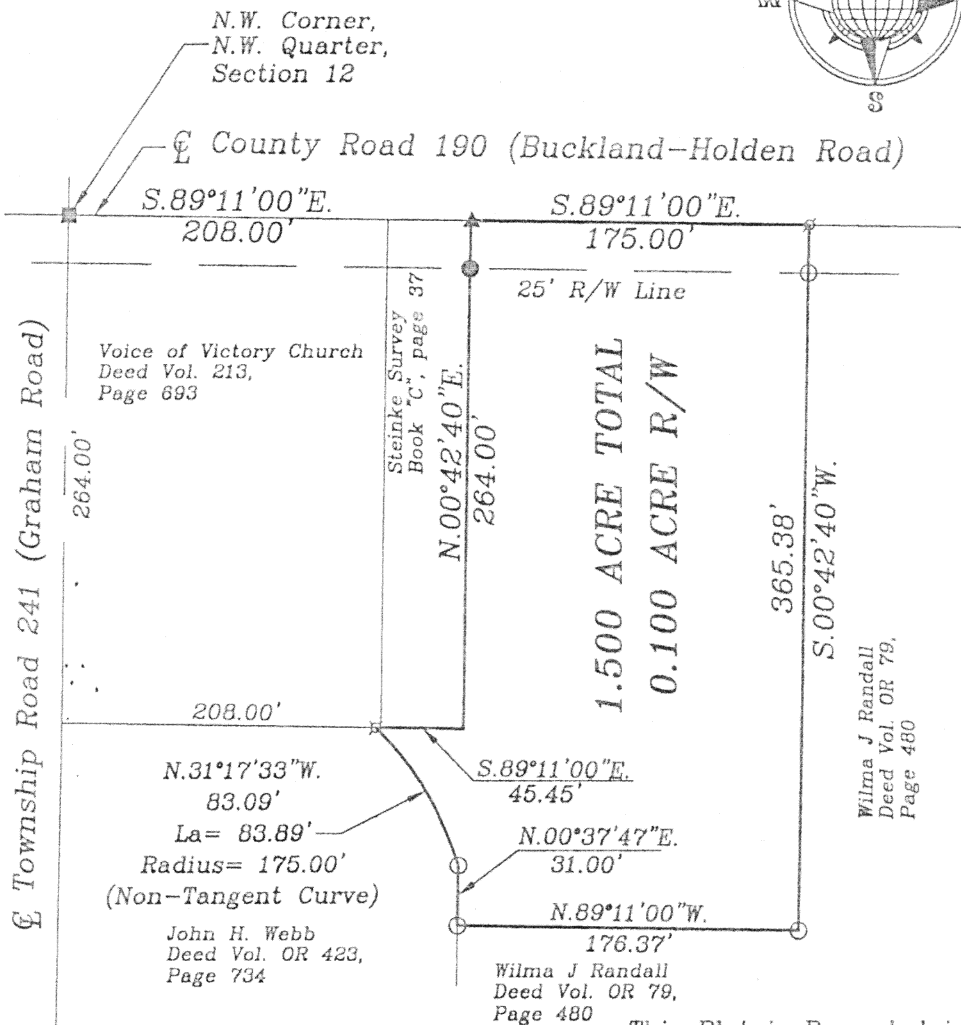 N.W. Corner,
N.W. Quarter,
Section 12
W
S
℄ County Road 190 (Buckland-Holden Road)
S.89°11'00"E.
208.00'
S.89°11'00"E.
175.00'
25' R/W Line
Voice of Victory Church
Deed Vol. 213,
Page 693
Steinke Survey
Book "C", page 37
N.00°42'40"E.
264.00'
1.500 ACRE TOTAL
0.100 ACRE R/W
365.38'
S.00°42'40"W.
℄ Township Road 241 (Graham Road)
264.00'
Wilma J Randall
Deed Vol. OR 79,
Page 480
208.00'
N.31°17'33"W.
83.09'
La= 83.89'
Radius= 175.00'
(Non-Tangent Curve)
S.89°11'00"E.
45.45'
N.00°37'47"E.
31.00'
N.89°11'00"W.
176.37'
John H. Webb
Deed Vol. OR 423,
Page 734
Wilma J Randall
Deed Vol. OR 79,
Page 480